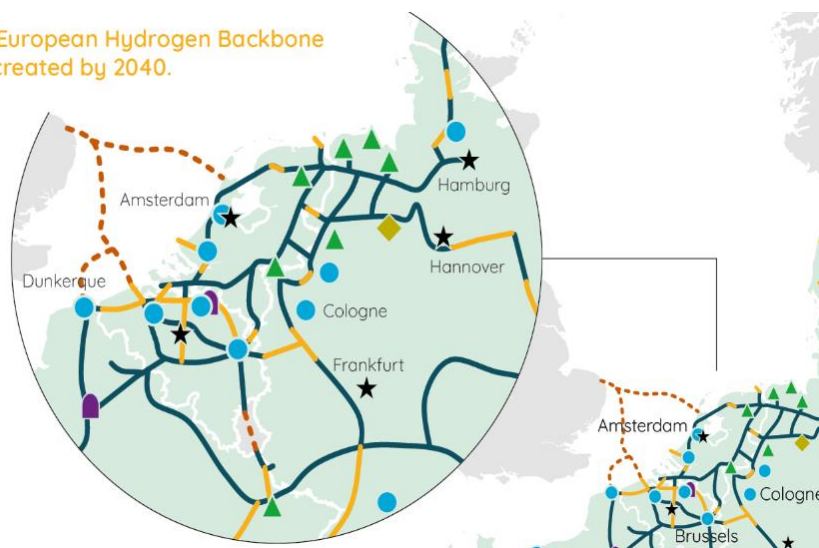 European Hydrogen Backbone
created by 2040.
Amsterdam
Hamburg
Hannover
Dunkerque
Cologne
Frankfurt
Amsterdam
Cologne
Brussels